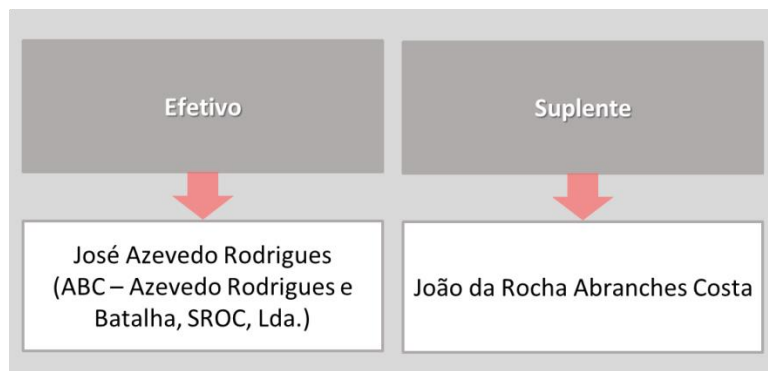 Efetivo
Suplente
José Azevedo Rodrigues
(ABC – Azevedo Rodrigues e
Batalha, SROC, Lda.)
João da Rocha Abranches Costa